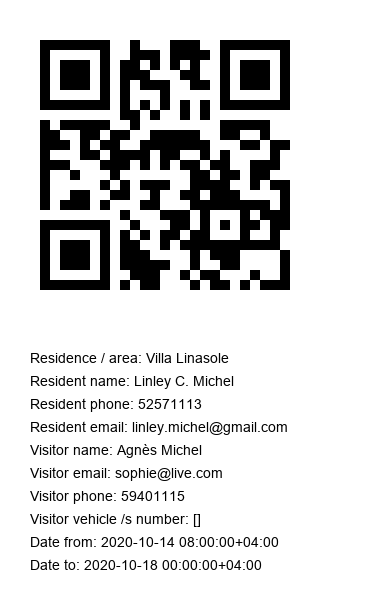 Residence / area: Villa Linasole
Resident name: Linley C. Michel
Resident phone: 52571113
Resident email: linley.michel@gmail.com
Visitor name: Agnès Michel
Visitor email: sophie@live.com
Visitor phone: 59401115
Visitor vehicle /s number: []
Date from: 2020-10-14 08:00:00+04:00
Date to: 2020-10-18 00:00:00+04:00